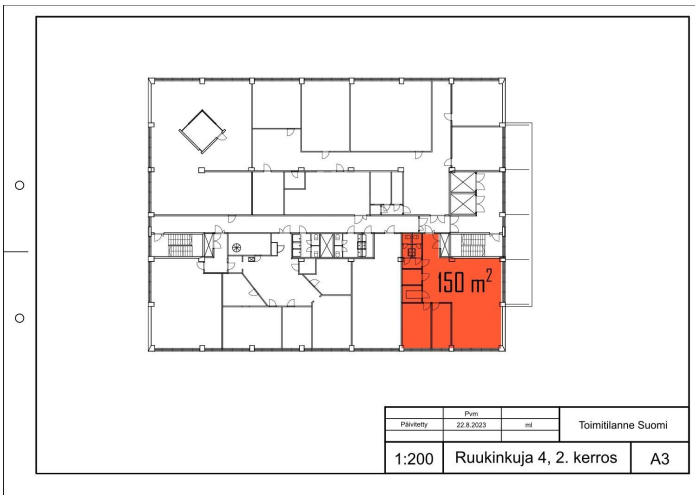 150 m²
Pvm
Päivitetty 22.8.2023 ml
Toimitilanne Suomi
1:200 Ruukinkuja 4, 2. kerros A3